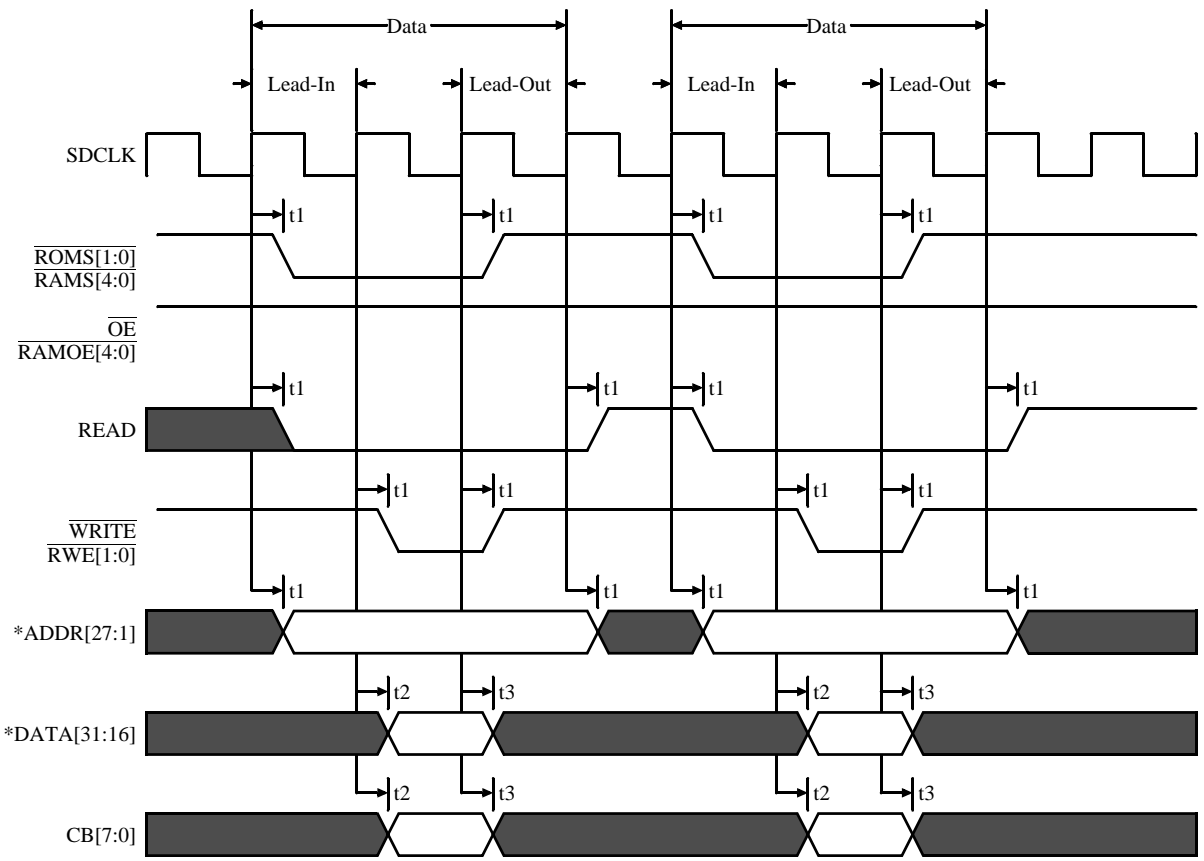 Data Data
Lead-In Lead-Out Lead-In Lead-Out
SDCLK
t1 t1 t1 t1
ROMS[1:0]
RAMS[4:0]
OE
RAMOE[4:0]
t1 t1 t1 t1
READ
t1 t1 t1 t1
WRITE
RWE[1:0]
t1 t1 t1 t1
*ADDR[27:1]
t2 t3 t2 t3
*DATA[31:16]
t2 t3 t2 t3
CB[7:0]